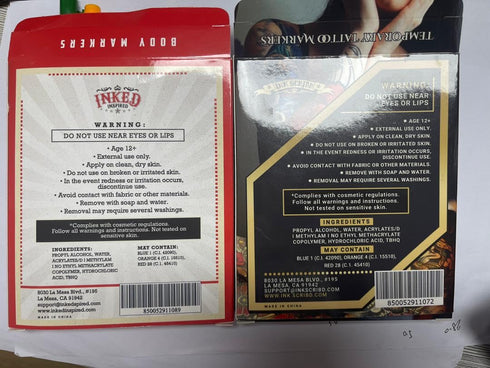 BODY MARKERS
INKED
INSPIRED
WARNING:
DO NOT USE NEAR EYES OR LIPS
• Age 12+
• External use only.
• Apply on clean, dry skin.
• Do not use on broken or irritated skin.
• In the event redness or irritation occurs,
discontinue use.
• Avoid contact with fabric or other materials.
• Remove with soap and water.
• Removal may require several washings.
*Complies with cosmetic regulations.
Follow all warnings and instructions. Not tested on
sensitive skin.
INGREDIENTS:
PROPYL ALCOHOL, WATER,
ACRYLATES/D I METHYLAM
I NO ETHYL METHACRYLATE
COPOLYMER, HYDROCHLORIC
ACID, TBHQ
MAY CONTAIN:
BLUE 1 (C.I. 42090),
ORANGE 4 (C.I. 15510),
RED 28 (C.I. 45410)
8030 La Mesa Blvd., #195
La Mesa, CA 91942
support@inkedinspired.com
www.inkedinspired.com
MADE IN CHINA
850052911089
TEMPORARY TATTOO MARKERS
INK SCRIBD
WARNING:
DO NOT USE NEAR
EYES OR LIPS
• AGE 12+
• EXTERNAL USE ONLY.
• APPLY ON CLEAN, DRY SKIN.
• DO NOT USE ON BROKEN OR IRRITATED SKIN.
• IN THE EVENT REDNESS OR IRRITATION OCCURS,
DISCONTINUE USE.
• AVOID CONTACT WITH FABRIC OR OTHER MATERIALS.
• REMOVE WITH SOAP AND WATER.
• REMOVAL MAY REQUIRE SEVERAL WASHINGS.
*Complies with cosmetic regulations.
Follow all warnings and instructions.
Not tested on sensitive skin.
INGREDIENTS
PROPYL ALCOHOL, WATER, ACRYLATES/D
I METHYLAM I NO ETHYL METHACRYLATE
COPOLYMER, HYDROCHLORIC ACID, TBHQ
MAY CONTAIN
BLUE 1 (C.I. 42090), ORANGE 4 (C.I. 15510),
RED 28 (C.I. 45410)
8030 LA MESA BLVD., #195
LA MESA, CA 91942
SUPPORT@INKSCRIBD.COM
WWW.INKSCRIBD.COM
MADE IN CHINA
850052911072